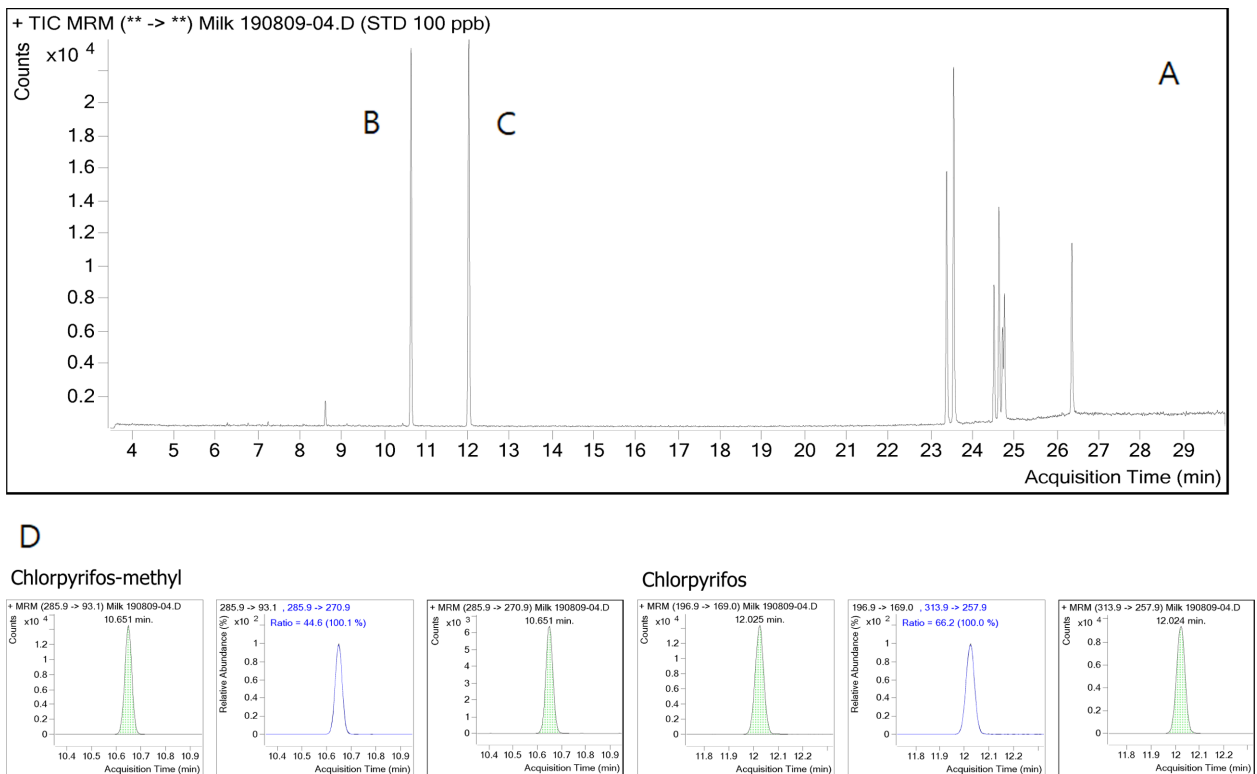 + TIC MRM (** -> **) Milk 190809-04.D (STD 100 ppb)
Counts
x10 4
2
1.8
1.6
1.4
1.2
1
0.8
0.6
0.4
0.2
A
B
C
4 5 6 7 8 9 10 11 12 13 14 15 16 17 18 19 20 21 22 23 24 25 26 27 28 29
Acquisition Time (min)
D
Chlorpyrifos-methyl
+ MRM (285.9 -> 93.1) Milk 190809-04.D
Counts
x10 4
10.651 min.
1.2
1
0.8
0.6
0.4
0.2
0
10.4 10.5 10.6 10.7 10.8 10.9
Acquisition Time (min)
285.9 -> 93.1 , 285.9 -> 270.9
Relative Abundance (%)
x10 2
Ratio = 44.6 (100.1 %)
1
0.8
0.6
0.4
0.2
0
10.4 10.5 10.6 10.7 10.8 10.9
Acquisition Time (min)
+ MRM (285.9 -> 270.9) Milk 190809-04.D
Counts
x10 3
10.651 min.
7
6
5
4
3
2
1
0
10.4 10.5 10.6 10.7 10.8 10.9
Acquisition Time (min)
Chlorpyrifos
+ MRM (196.9 -> 169.0) Milk 190809-04.D
Counts
x10 4
12.025 min.
1.2
1
0.8
0.6
0.4
0.2
0
11.8 11.9 12 12.1 12.2
Acquisition Time (min)
196.9 -> 169.0 , 313.9 -> 257.9
Relative Abundance (%)
x10 2
Ratio = 66.2 (100.0 %)
1
0.8
0.6
0.4
0.2
11.8 11.9 12 12.1 12.2
Acquisition Time (min)
+ MRM (313.9 -> 257.9) Milk 190809-04.D
Counts
x10 4
12.024 min.
0.8
0.6
0.4
0.2
0
11.8 11.9 12 12.1 12.2
Acquisition Time (min)